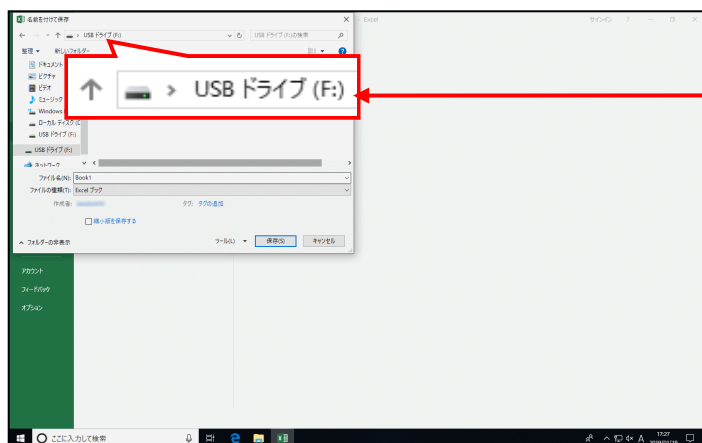 名前を付けて保存
Excel
サインイン ?
USB ドライブ (F:)
USB ドライブ (F:)の検索
整理 新しいフォルダー
ドキュメント
ピクチャ
ビデオ
ミュージック
Windows
ローカル ディスク (C
USB ドライブ (F:)
USB ドライブ (F:)
USB ドライブ (F:)
ネットワーク
ファイル名(N): Book1
ファイルの種類(T): Excel ブック
作成者:
タグ: タグの追加
縮小版を保存する
フォルダーの非表示
ツール(L) 保存(S) キャンセル
アカウント
フィードバック
オプション
ここに入力して検索
A
17:27